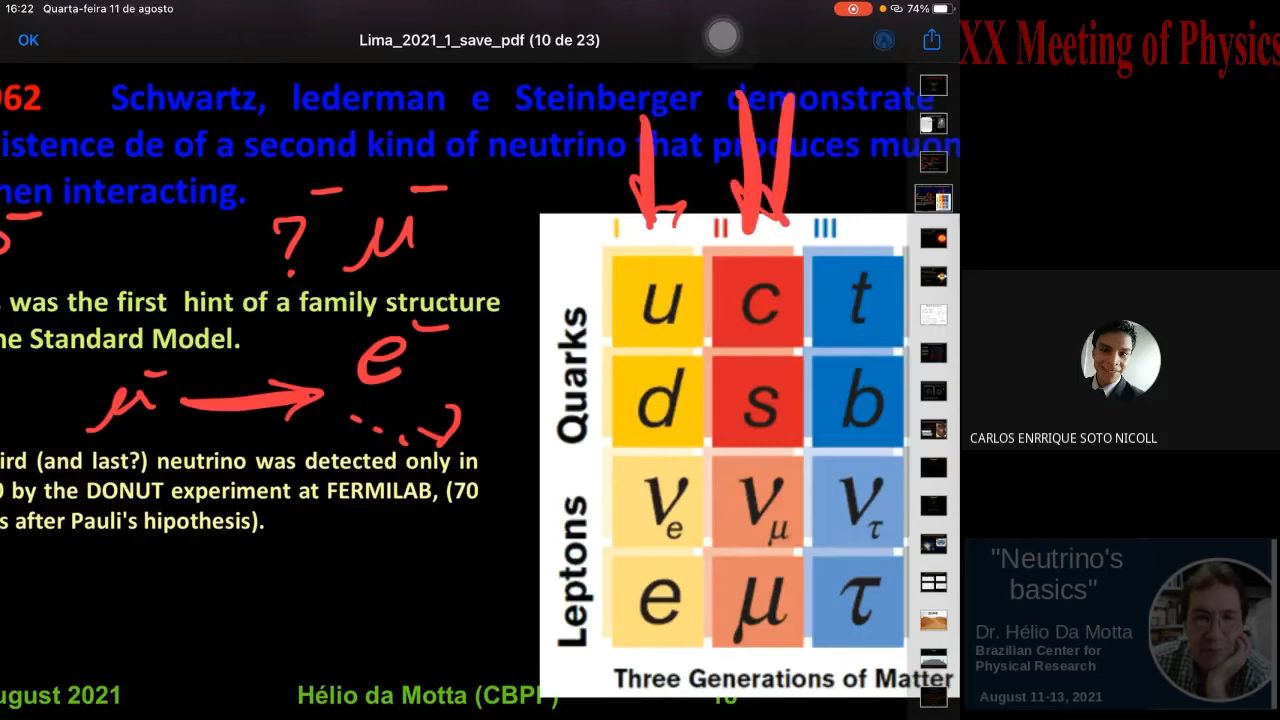 16:22 Quarta-feira 11 de agosto
74%
OK
Lima_2021_1_save_pdf (10 de 23)
XX Meeting of Physics
962 Schwartz, lederman e Steinberger demonstrate
istence de of a second kind of neutrino that produces muon
hen interacting.
? μ
s was the first hint of a family structure
he Standard Model.
e
μ
ird (and last?) neutrino was detected only in
0 by the DONUT experiment at FERMILAB, (70
s after Pauli's hipothesis).
I II III
Quarks
u c t
d s b
Leptons
νe νμ ντ
e μ τ
Three Generations of Matter
ugust 2021
Hélio da Motta (CBPF)
CARLOS ENRRIQUE SOTO NICOLL
"Neutrino's
basics"
Dr. Hélio Da Motta
Brazilian Center for
Physical Research
August 11-13, 2021